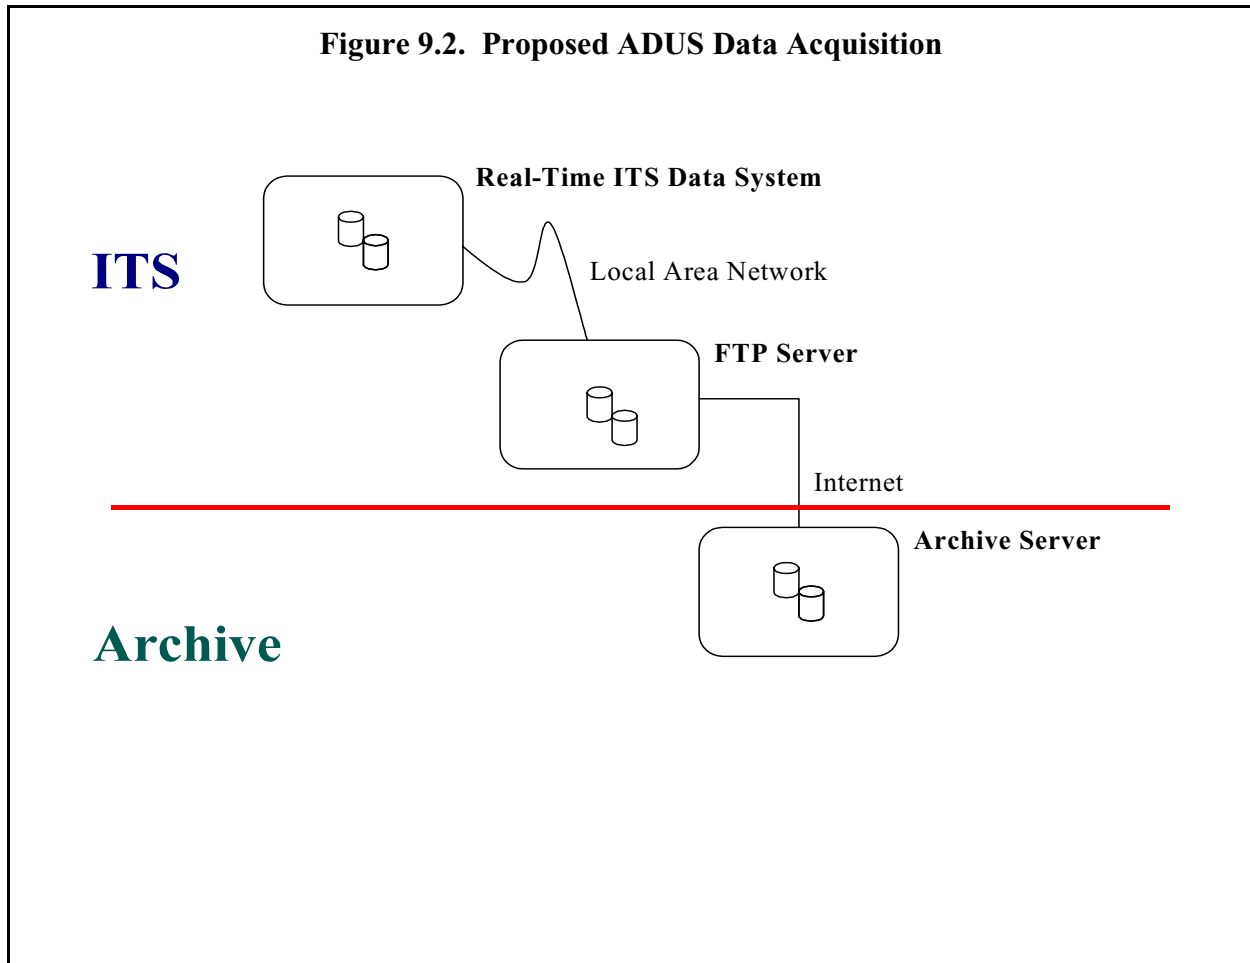 Figure 9.2. Proposed ADUS Data Acquisition
Real-Time ITS Data System
ITS
Local Area Network
FTP Server
Internet
Archive Server
Archive